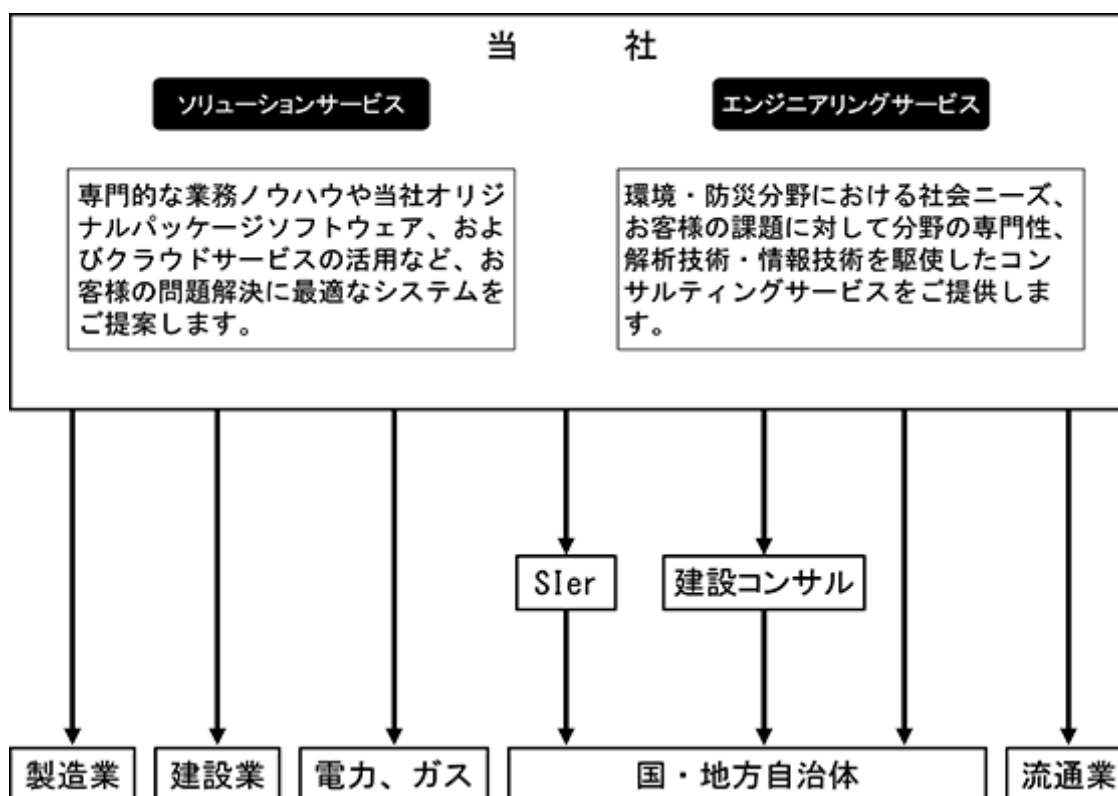 当 社
ソリューションサービス
エンジニアリングサービス
専門的な業務ノウハウや当社オリジ
ナルパッケージソフトウェア、およ
びクラウドサービスの活用など、お
客様の問題解決に最適なシステムを
ご提案します。
環境・防災分野における社会ニーズ、
お客様の課題に対して分野の専門性、
解析技術・情報技術を駆使したコン
サルティングサービスをご提供しま
す。
SIer
建設コンサル
製造業
建設業
電力、ガス
国・地方自治体
流通業